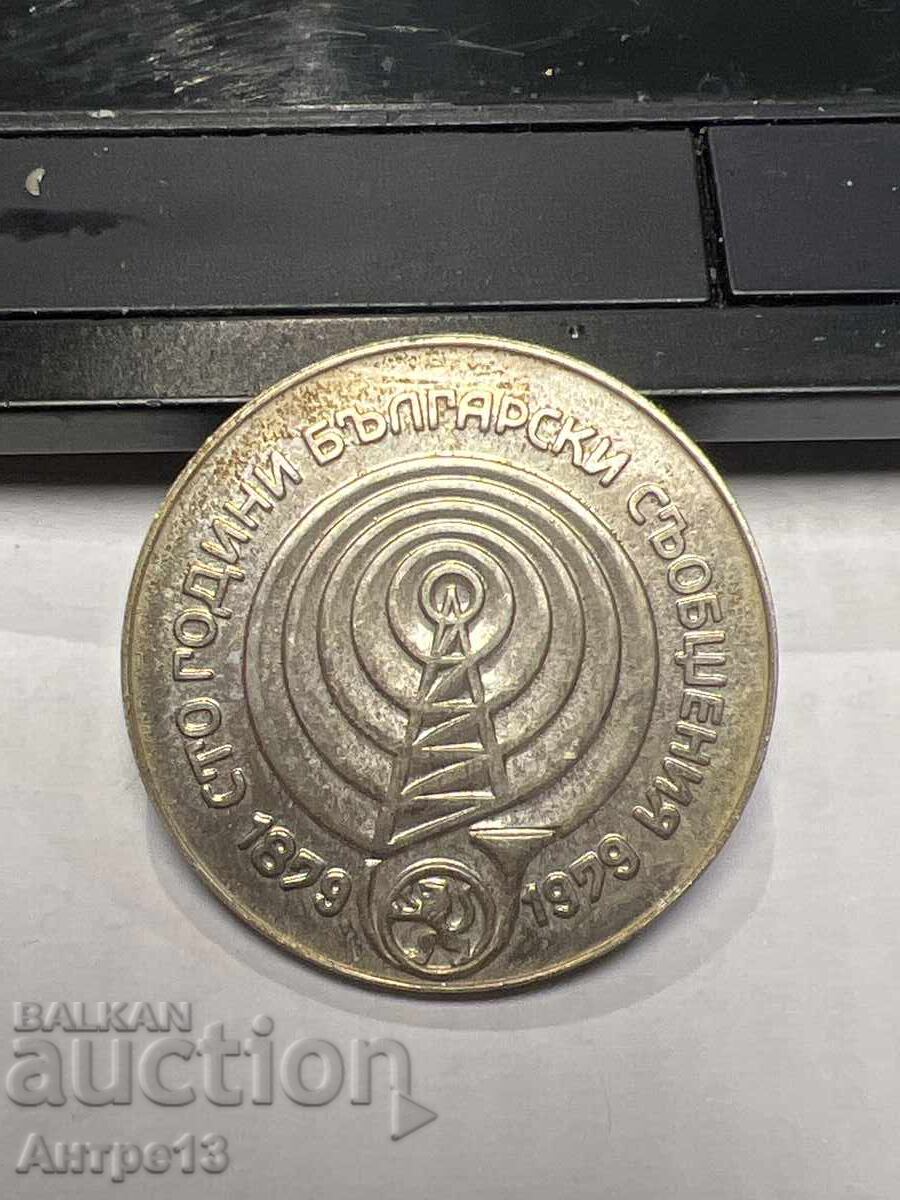 СТО ГОДИНИ БЪЛГАРСКИ СЪОБЩЕНИЯ
1879 1979
BALKAN
auction
Антре13